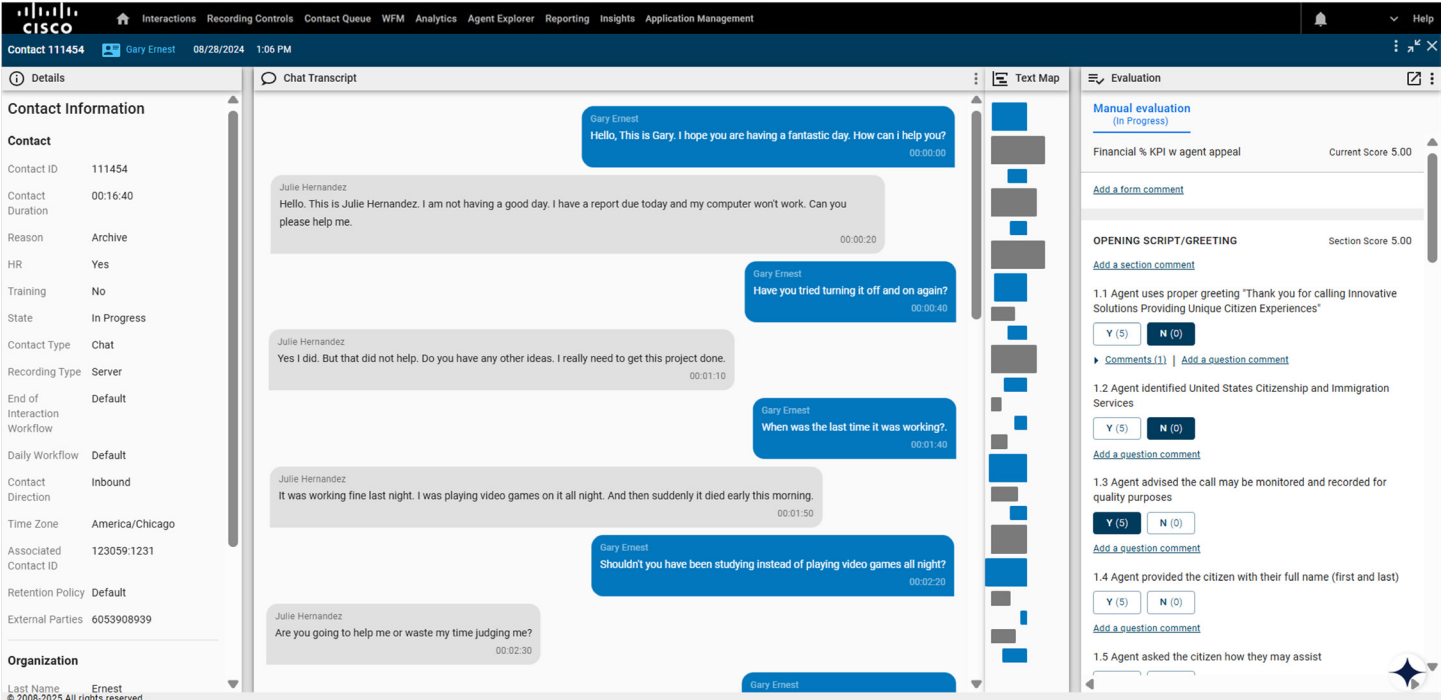 CISCO
Interactions Recording Controls Contact Queue WFM Analytics Agent Explorer Reporting Insights Application Management
Help
Contact 111454 Gary Ernest 08/28/2024 1:06 PM
Details
Contact Information
Contact
Contact ID 111454
Contact Duration 00:16:40
Reason Archive
HR Yes
Training No
State In Progress
Contact Type Chat
Recording Type Server
End of Interaction Workflow Default
Daily Workflow Default
Contact Direction Inbound
Time Zone America/Chicago
Associated Contact ID 123059:1231
Retention Policy Default
External Parties 6053908939
Organization
Last Name Ernest
© 2008-2025 All rights reserved
Chat Transcript
Gary Ernest
Hello, This is Gary. I hope you are having a fantastic day. How can i help you?
00:00:00
Julie Hernandez
Hello. This is Julie Hernandez. I am not having a good day. I have a report due today and my computer won't work. Can you
please help me.
00:00:20
Gary Ernest
Have you tried turning it off and on again?
00:00:40
Julie Hernandez
Yes I did. But that did not help. Do you have any other ideas. I really need to get this project done.
00:01:10
Gary Ernest
When was the last time it was working?.
00:01:40
Julie Hernandez
It was working fine last night. I was playing video games on it all night. And then suddenly it died early this morning.
00:01:50
Gary Ernest
Shouldn't you have been studying instead of playing video games all night?
00:02:20
Julie Hernandez
Are you going to help me or waste my time judging me?
00:02:30
Gary Ernest
Text Map
Evaluation
Manual evaluation
(In Progress)
Financial % KPI w agent appeal Current Score 5.00
Add a form comment
OPENING SCRIPT/GREETING Section Score 5.00
Add a section comment
1.1 Agent uses proper greeting "Thank you for calling Innovative
Solutions Providing Unique Citizen Experiences"
Y (5) N (0)
Comments (1) | Add a question comment
1.2 Agent identified United States Citizenship and Immigration
Services
Y (5) N (0)
Add a question comment
1.3 Agent advised the call may be monitored and recorded for
quality purposes
Y (5) N (0)
Add a question comment
1.4 Agent provided the citizen with their full name (first and last)
Y (5) N (0)
Add a question comment
1.5 Agent asked the citizen how they may assist